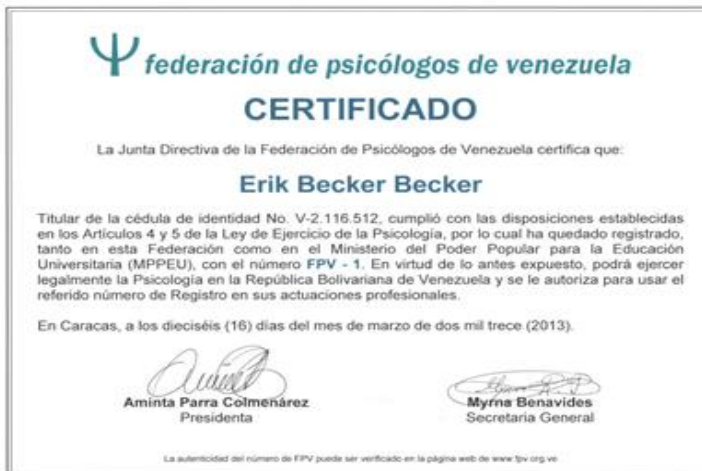 Ψ federación de psicólogos de venezuela
CERTIFICADO
La Junta Directiva de la Federación de Psicólogos de Venezuela certifica que:
Erik Becker Becker
Titular de la cédula de identidad No. V-2.116.512, cumplió con las disposiciones establecidas
en los Artículos 4 y 5 de la Ley de Ejercicio de la Psicología, por lo cual ha quedado registrado,
tanto en esta Federación como en el Ministerio del Poder Popular para la Educación
Universitaria (MPPEU), con el número FPV - 1. En virtud de lo antes expuesto, podrá ejercer
legalmente la Psicología en la República Bolivariana de Venezuela y se le autoriza para usar el
referido número de Registro en sus actuaciones profesionales.
En Caracas, a los dieciséis (16) días del mes de marzo de dos mil trece (2013).
Aminta Parra Colmenárez
Presidenta
Myrna Benavides
Secretaria General
La autenticidad del número de FPV puede ser verificado en la página web de www.fpv.org.ve